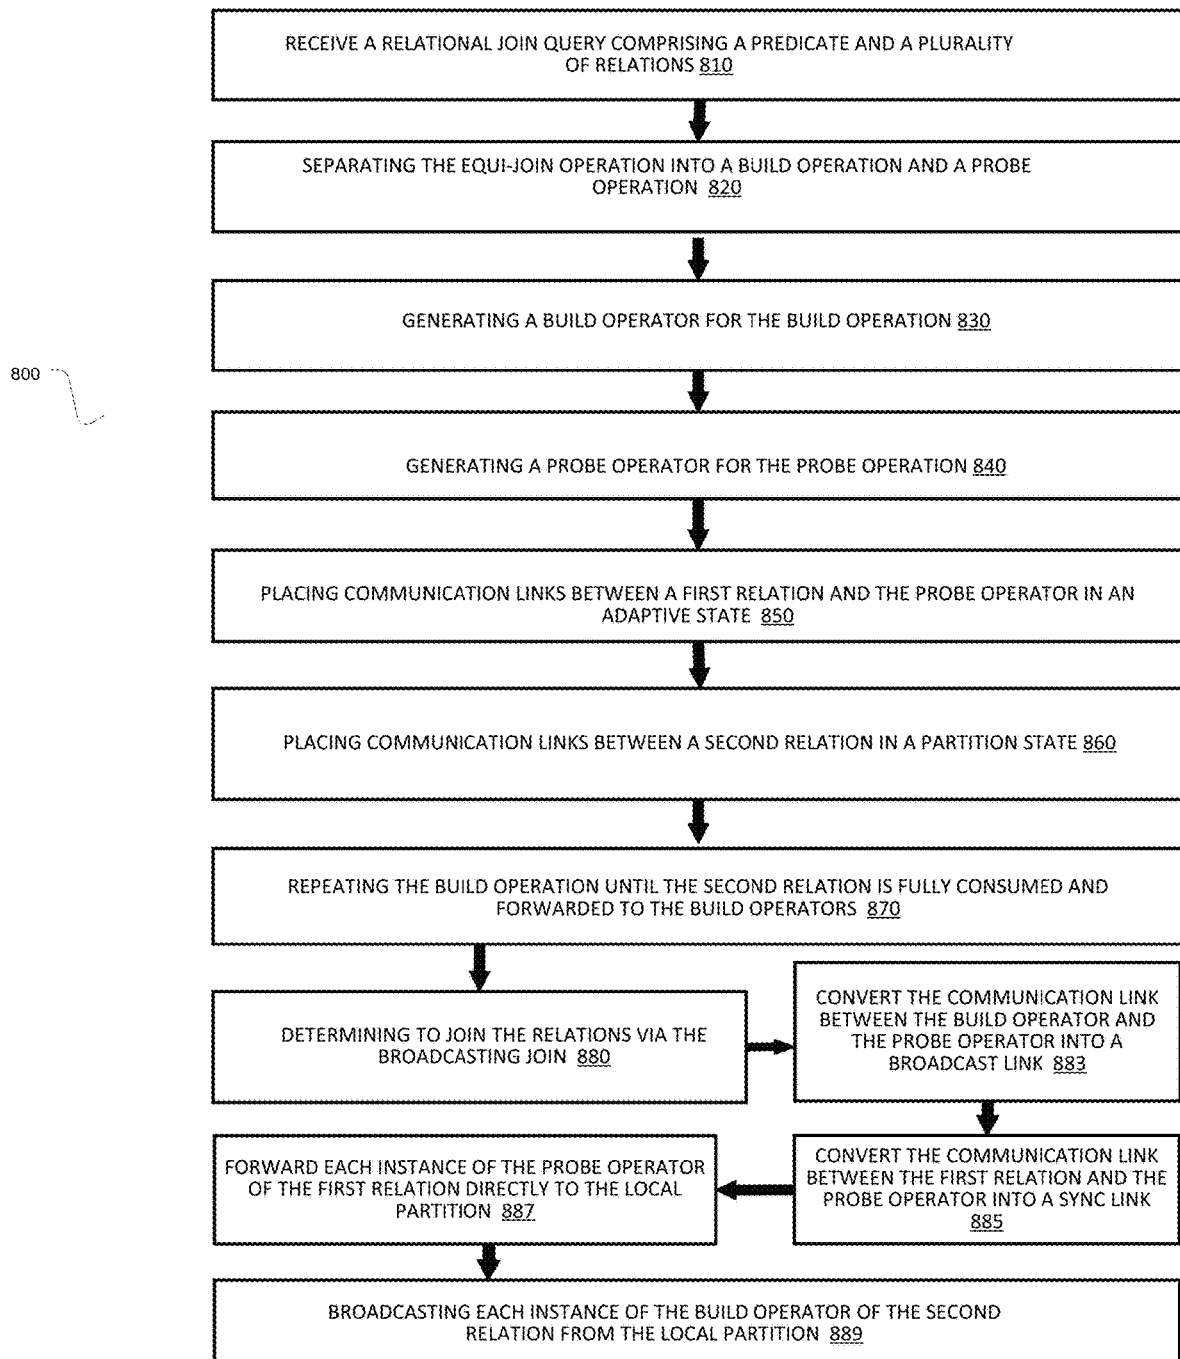 RECEIVE A RELATIONAL JOIN QUERY COMPRISING A PREDICATE AND A PLURALITY
OF RELATIONS 810
SEPARATING THE EQUI-JOIN OPERATION INTO A BUILD OPERATION AND A PROBE
OPERATION 820
GENERATING A BUILD OPERATOR FOR THE BUILD OPERATION 830
800
GENERATING A PROBE OPERATOR FOR THE PROBE OPERATION 840
PLACING COMMUNICATION LINKS BETWEEN A FIRST RELATION AND THE PROBE OPERATOR IN AN
ADAPTIVE STATE 850
PLACING COMMUNICATION LINKS BETWEEN A SECOND RELATION IN A PARTITION STATE 860
REPEATING THE BUILD OPERATION UNTIL THE SECOND RELATION IS FULLY CONSUMED AND
FORWARDED TO THE BUILD OPERATORS 870
DETERMINING TO JOIN THE RELATIONS VIA THE
BROADCASTING JOIN 880
CONVERT THE COMMUNICATION LINK
BETWEEN THE BUILD OPERATOR AND
THE PROBE OPERATOR INTO A
BROADCAST LINK 883
CONVERT THE COMMUNICATION LINK
BETWEEN THE FIRST RELATION AND THE
PROBE OPERATOR INTO A SYNC LINK
885
FORWARD EACH INSTANCE OF THE PROBE OPERATOR
OF THE FIRST RELATION DIRECTLY TO THE LOCAL
PARTITION 887
BROADCASTING EACH INSTANCE OF THE BUILD OPERATOR OF THE SECOND
RELATION FROM THE LOCAL PARTITION 889